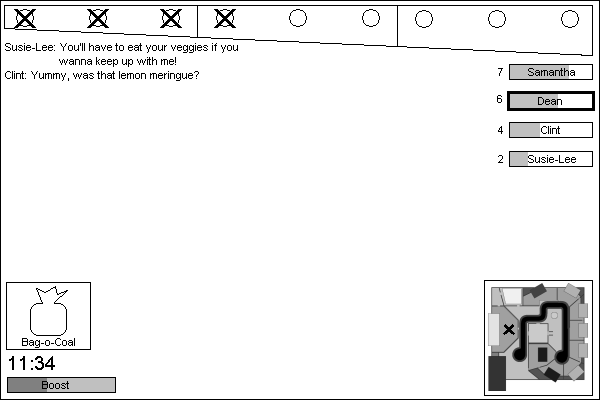 Susie-Lee: You'll have to eat your veggies if you
wanna keep up with me!
Clint: Yummy, was that lemon meringue?
7 Samantha
6 Dean
4 Clint
2 Susie-Lee
Bag-o-Coal
11:34
Boost